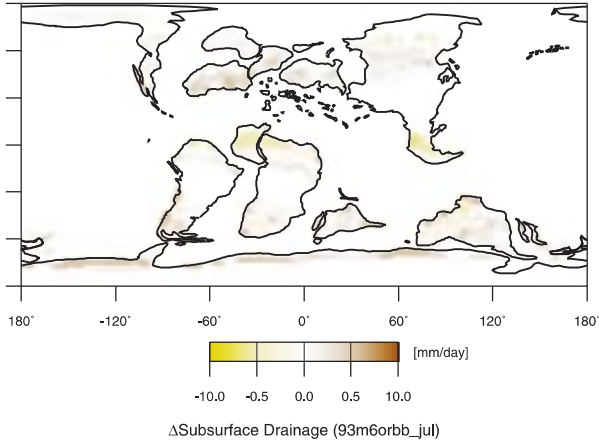 180 -120° -60° 0° 60° 120° 180°
[mm/day]
-10.0 -0.5 0.0 0.5 10.0
ΔSubsurface Drainage (93m6orbb_jul)